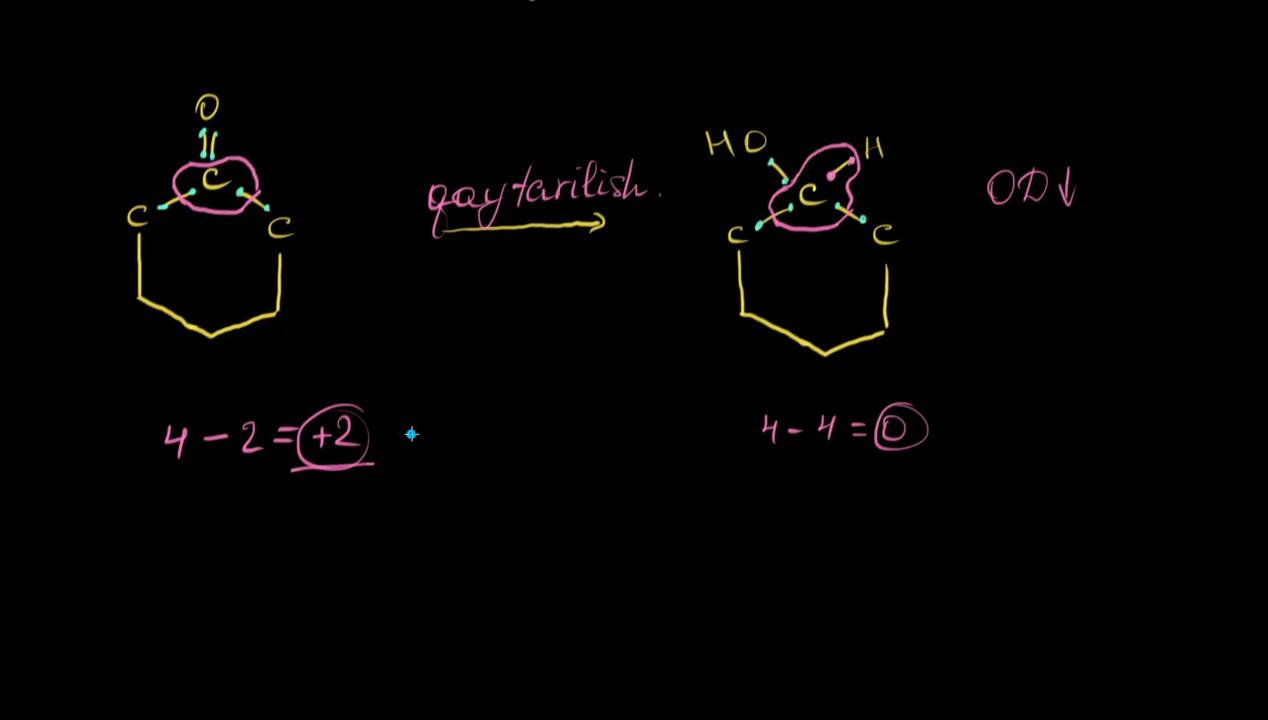 O
C
C
C
qaytarilish.
HO
H
C
C
C
OD↓
4 - 2 = +2
4 - 4 = 0